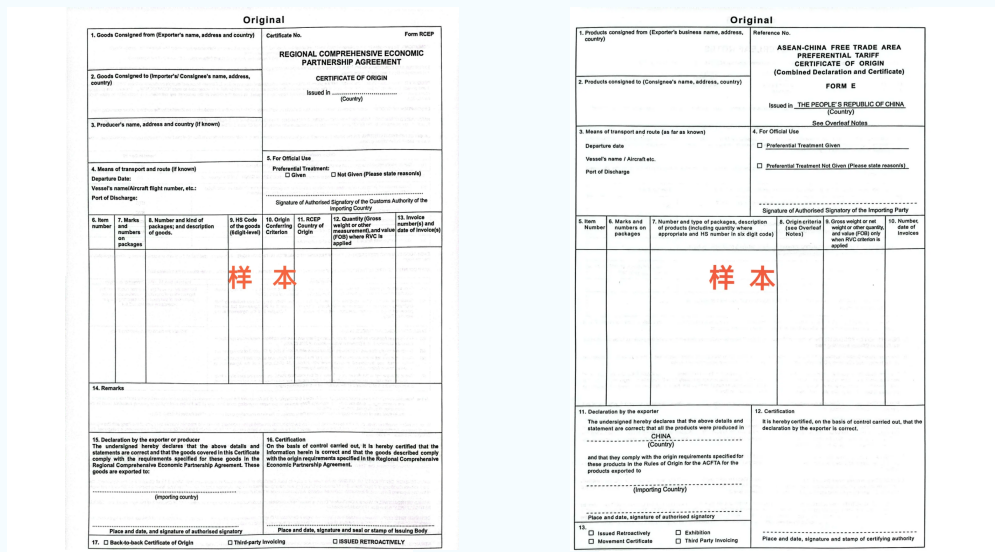 Original
1. Goods Consigned from (Exporter's name, address and country)
Certificate No.
Form RCEP
REGIONAL COMPREHENSIVE ECONOMIC
PARTNERSHIP AGREEMENT
CERTIFICATE OF ORIGIN
Issued in ..............................
(Country)
2. Goods Consigned to (Importer's/ Consignee's name, address,
country)
3. Producer's name, address and country (if known)
4. Means of transport and route (if known)
Departure Date:
Vessel's name/Aircraft flight number, etc.:
Port of Discharge:
5. For Official Use
Preferential Treatment:
☐ Given ☐ Not Given (Please state reason/s)
Signature of Authorised Signatory of the Customs Authority of the
Importing Country
6. Item
number
7. Marks
and
numbers
on
packages
8. Number and kind of
packages; and description
of goods.
9. HS Code
of the goods
(6digit-level)
10. Origin
Conferring
Criterion
11. RCEP
Country of
Origin
12. Quantity (Gross
weight or other
measurement), and value
(FOB) where RVC is
applied
13. Invoice
number(s) and
date of Invoice(s)
样 本
14. Remarks
15. Declaration by the exporter or producer
The undersigned hereby declares that the above details and
statements are correct and that the goods covered in this Certificate
comply with the requirements specified for these goods in the
Regional Comprehensive Economic Partnership Agreement. These
goods are exported to:
(importing country)
Place and date, and signature of authorised signatory
16. Certification
On the basis of control carried out, it is hereby certified that the
information herein is correct and that the goods described comply
with the origin requirements specified in the Regional Comprehensive
Economic Partnership Agreement.
Place and date, signature and seal or stamp of Issuing Body
17. ☐ Back-to-back Certificate of Origin ☐ Third-party Invoicing ☐ ISSUED RETROACTIVELY
Original
1. Products consigned from (Exporter's business name, address,
country)
Reference No.
ASEAN-CHINA FREE TRADE AREA
PREFERENTIAL TARIFF
CERTIFICATE OF ORIGIN
(Combined Declaration and Certificate)
FORM E
Issued in THE PEOPLE'S REPUBLIC OF CHINA
(Country)
See Overleaf Notes
2. Products consigned to (Consignee's name, address, country)
3. Means of transport and route (as far as known)
Departure date
Vessel's name / Aircraft etc.
Port of Discharge
4. For Official Use
☐ Preferential Treatment Given
☐ Preferential Treatment Not Given (Please state reason/s)
Signature of Authorised Signatory of the Importing Party
5. Item
Number
6. Marks and
numbers on
packages
7. Number and type of packages, description
of products (including quantity where
appropriate and HS number in six digit code)
8. Origin criteria
(see Overleaf
Notes)
9. Gross weight or net
weight or other quantity,
and value (FOB) only
when RVC criterion is
applied
10. Number,
date of
Invoices
样 本
11. Declaration by the exporter
The undersigned hereby declares that the above details and
statement are correct; that all the products were produced in
CHINA
(Country)
and that they comply with the origin requirements specified for
these products in the Rules of Origin for the ACFTA for the
products exported to
(Importing Country)
Place and date, signature of authorised signatory
12. Certification
It is hereby certified, on the basis of control carried out, that the
declaration by the exporter is correct.
Place and date, signature and stamp of certifying authority
13.
☐ Issued Retroactively ☐ Exhibition
☐ Movement Certificate ☐ Third Party Invoicing